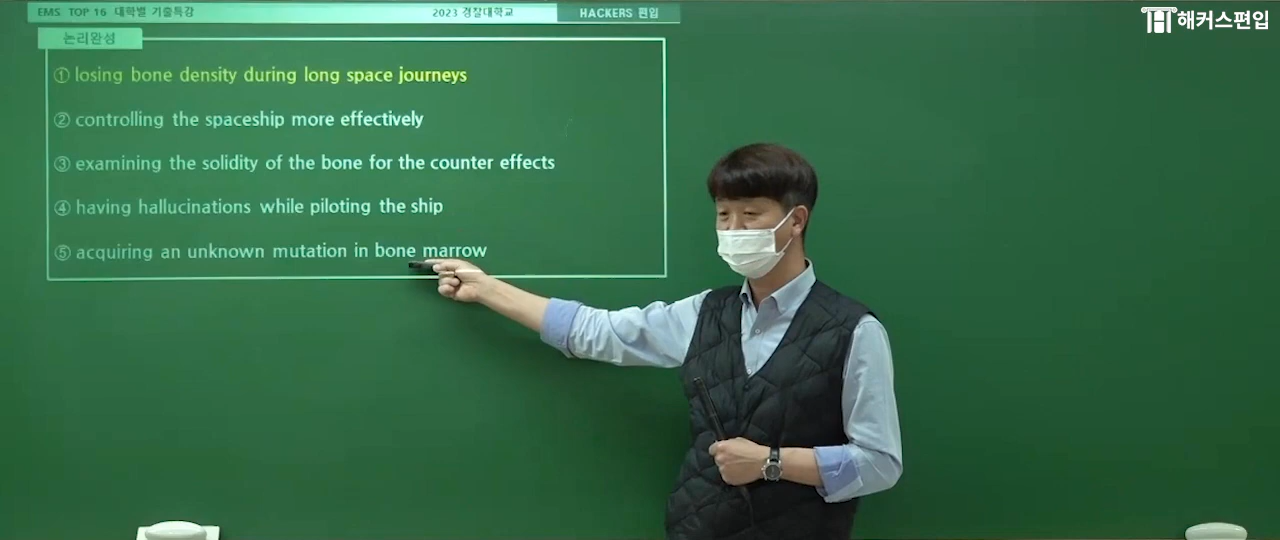 EMS TOP 16 대학별 기출특강 2023 경찰대학교 HACKERS 편입
해커스편입
논리완성
① losing bone density during long space journeys
② controlling the spaceship more effectively
③ examining the solidity of the bone for the counter effects
④ having hallucinations while piloting the ship
⑤ acquiring an unknown mutation in bone marrow